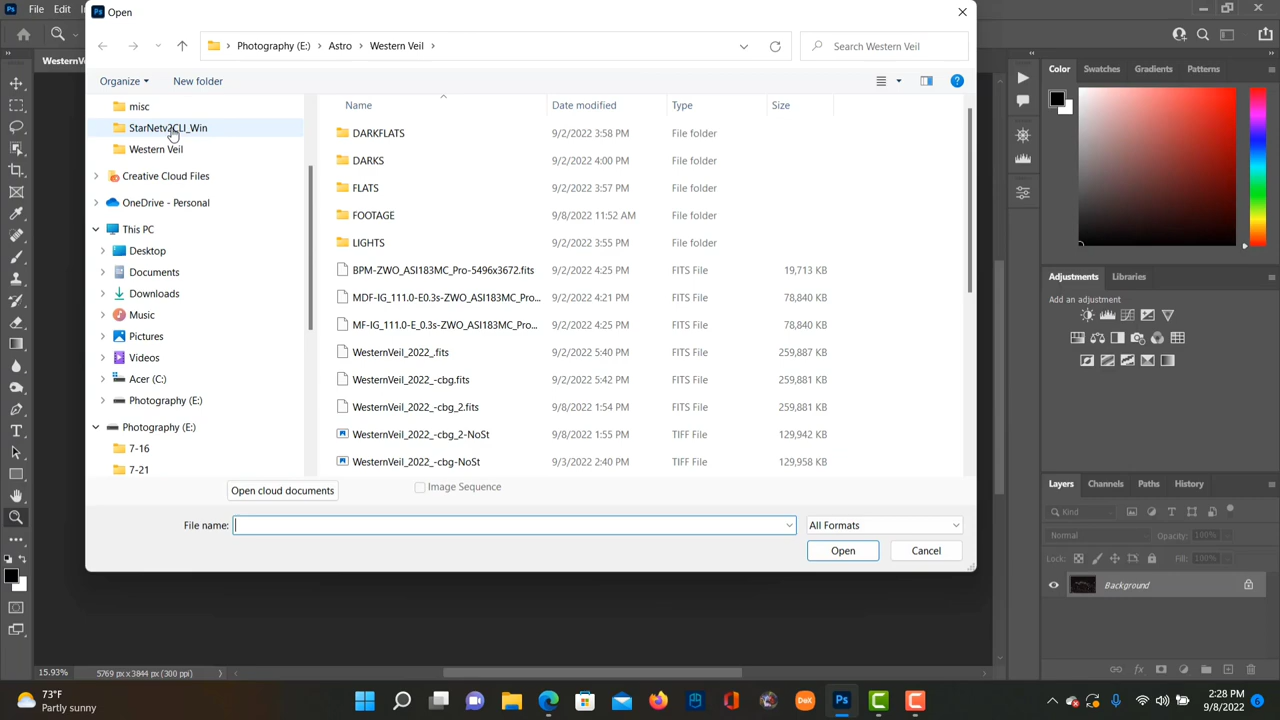 Ps File Edit
Ps Open
Photography (E:) > Astro > Western Veil >
Search Western Veil
Organize
New folder
misc
StarNetv2CLI_Win
Western Veil
Creative Cloud Files
OneDrive - Personal
This PC
Desktop
Documents
Downloads
Music
Pictures
Videos
Acer (C:)
Photography (E:)
Photography (E:)
7-16
7-21
Name Date modified Type Size
DARKFLATS 9/2/2022 3:58 PM File folder
DARKS 9/2/2022 4:00 PM File folder
FLATS 9/2/2022 3:57 PM File folder
FOOTAGE 9/8/2022 11:52 AM File folder
LIGHTS 9/2/2022 3:55 PM File folder
BPM-ZWO_ASI183MC_Pro-5496x3672.fits 9/2/2022 4:25 PM FITS File 19,713 KB
MDF-IG_111.0-E0.3s-ZWO_ASI183MC_Pro... 9/2/2022 4:21 PM FITS File 78,840 KB
MF-IG_111.0-E_0.3s-ZWO_ASI183MC_Pro... 9/2/2022 4:25 PM FITS File 78,840 KB
WesternVeil_2022_.fits 9/2/2022 5:40 PM FITS File 259,887 KB
WesternVeil_2022_-cbg.fits 9/2/2022 5:42 PM FITS File 259,881 KB
WesternVeil_2022_-cbg_2.fits 9/8/2022 1:54 PM FITS File 259,881 KB
WesternVeil_2022_-cbg_2-NoSt 9/8/2022 1:55 PM TIFF File 129,942 KB
WesternVeil_2022_-cbg-NoSt 9/3/2022 2:40 PM TIFF File 129,958 KB
Open cloud documents
Image Sequence
File name:
All Formats
Open Cancel
Color Swatches Gradients Patterns
Adjustments Libraries
Add an adjustment
Layers Channels Paths History
Kind
Normal Opacity: 100%
Lock: Fill: 100%
Background
15.93% 5769 px x 3844 px (300 ppi)
73°F
Partly sunny
DeX
Ps
2:28 PM
9/8/2022